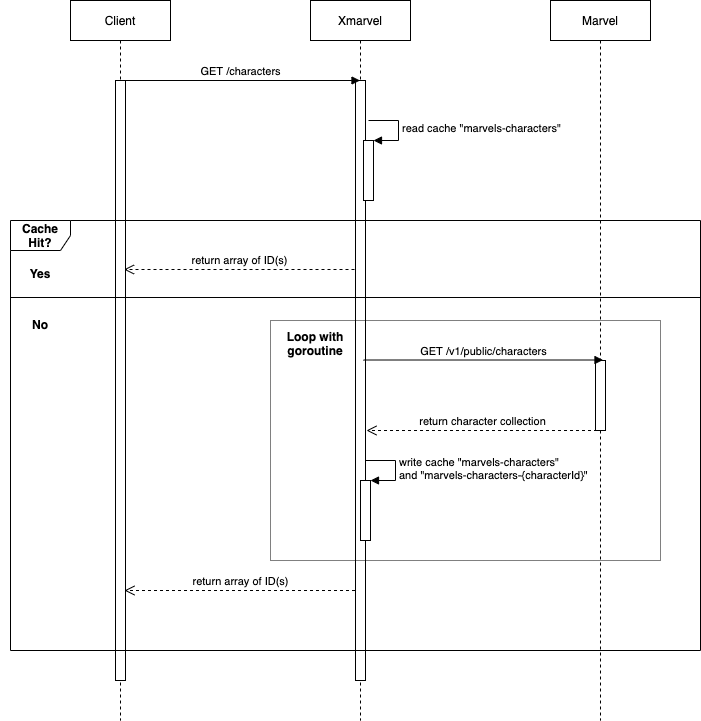 Client
Xmarvel
Marvel
GET /characters
read cache "marvels-characters"
Cache
Hit?
return array of ID(s)
Yes
No
Loop with
goroutine
GET /v1/public/characters
return character collection
write cache "marvels-characters"
and "marvels-characters-{characterId}"
return array of ID(s)